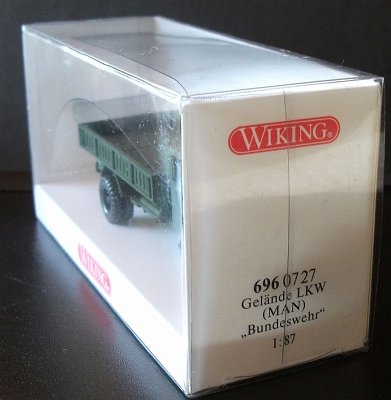 WIKING®
WIKING
696 0727
Gelände LKW
(MAN)
„Bundeswehr“
1:87